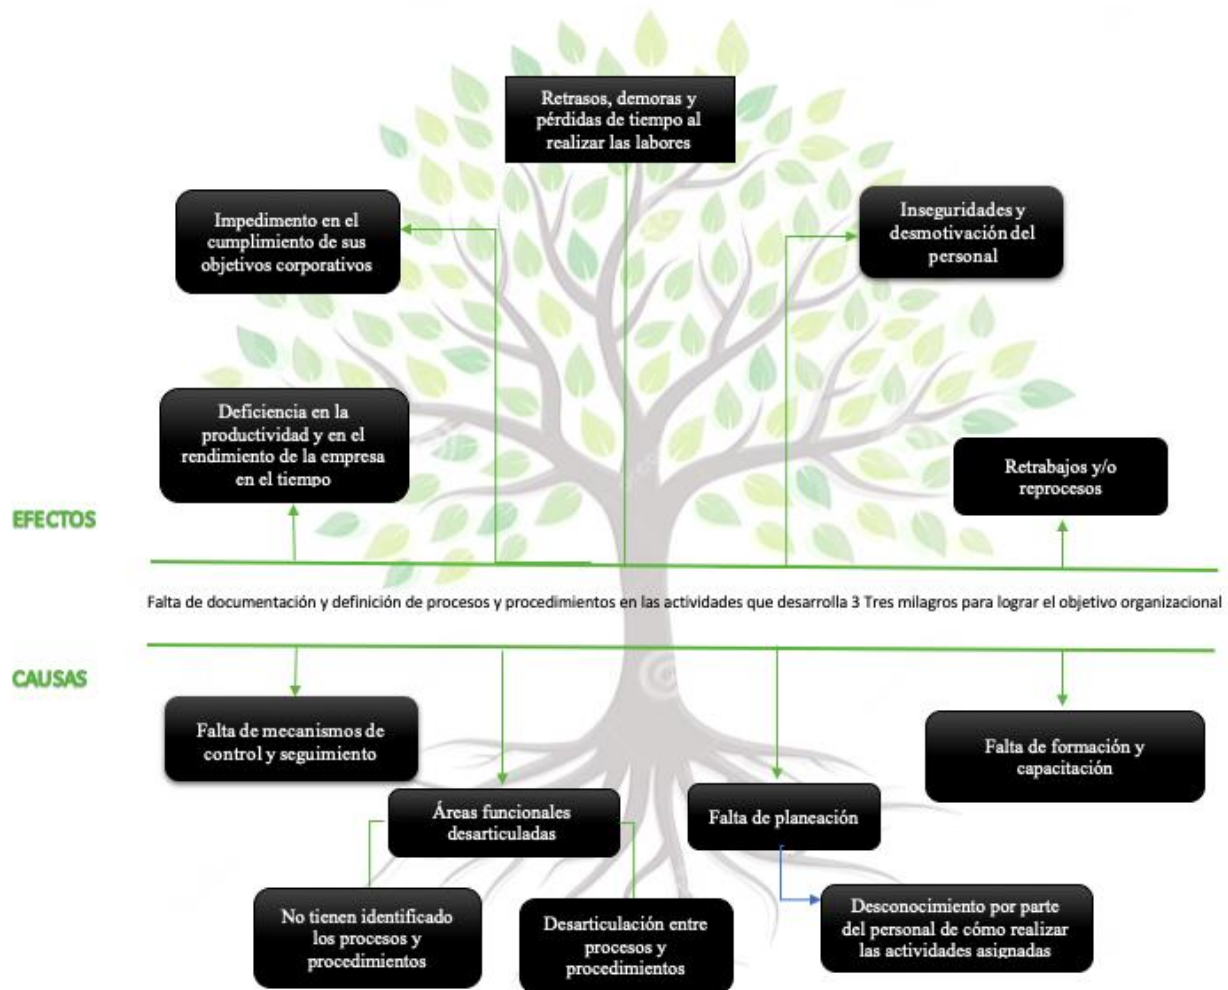 Retrasos, demoras y
pérdidas de tiempo al
realizar las labores
Impedimento en el
cumplimiento de sus
objetivos corporativos
Inseguridades y
desmotivación del
personal
Deficiencia en la
productividad y en el
rendimiento de la empresa
en el tiempo
Retrabajos y/o
reprocesos
EFECTOS
Falta de documentación y definición de procesos y procedimientos en las actividades que desarrolla 3 Tres milagros para lograr el objetivo organizacional
CAUSAS
Falta de mecanismos de
control y seguimiento
Falta de formación y
capacitación
Áreas funcionales
desarticuladas
Falta de planeación
No tienen identificado
los procesos y
procedimientos
Desarticulación entre
procesos y
procedimientos
Desconocimiento por parte
del personal de cómo realizar
las actividades asignadas